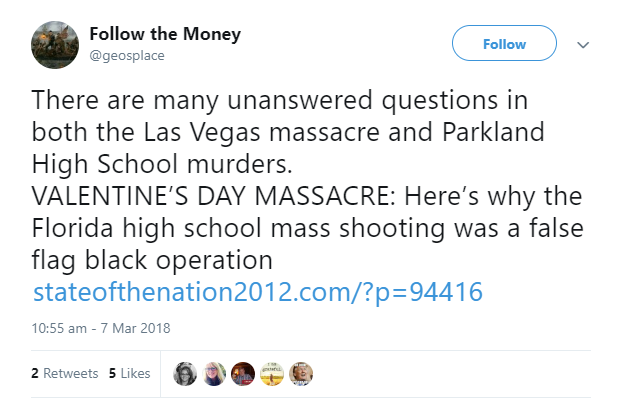 Follow the Money
@geosplace
Follow
There are many unanswered questions in
both the Las Vegas massacre and Parkland
High School murders.
VALENTINE'S DAY MASSACRE: Here's why the
Florida high school mass shooting was a false
flag black operation
stateofthenation2012.com/?p=94416
10:55 am - 7 Mar 2018
2 Retweets 5 Likes